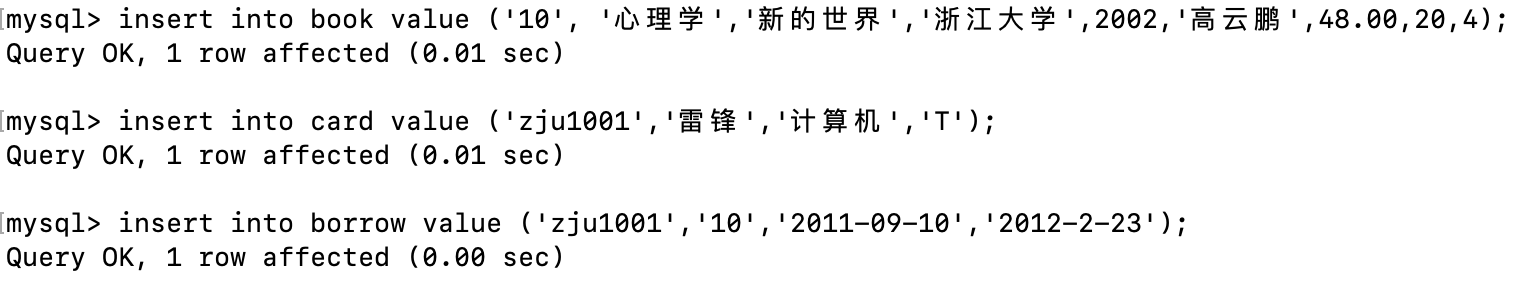 mysql> insert into book value ('10', '心理学','新的世界','浙江大学',2002,'高云鹏',48.00,20,4);
Query OK, 1 row affected (0.01 sec)
mysql> insert into card value ('zju1001','雷锋','计算机','T');
Query OK, 1 row affected (0.01 sec)
mysql> insert into borrow value ('zju1001','10','2011-09-10','2012-2-23');
Query OK, 1 row affected (0.00 sec)